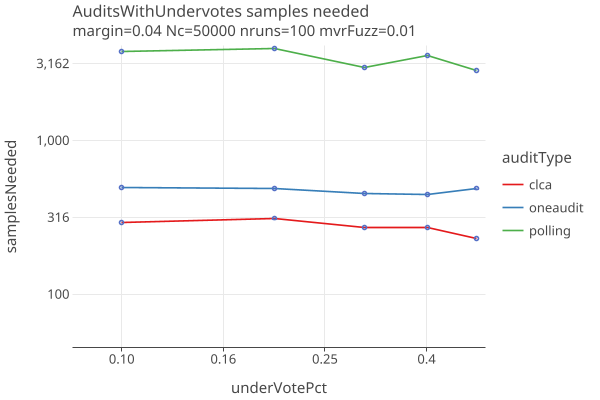 AuditsWithUndervotes samples needed
margin=0.04 Nc=50000 nruns=100 mvrFuzz=0.01
3,162
1,000
316
100
samplesNeeded
0.10
0.16
0.25
0.4
underVotePct
auditType
clca
oneaudit
polling